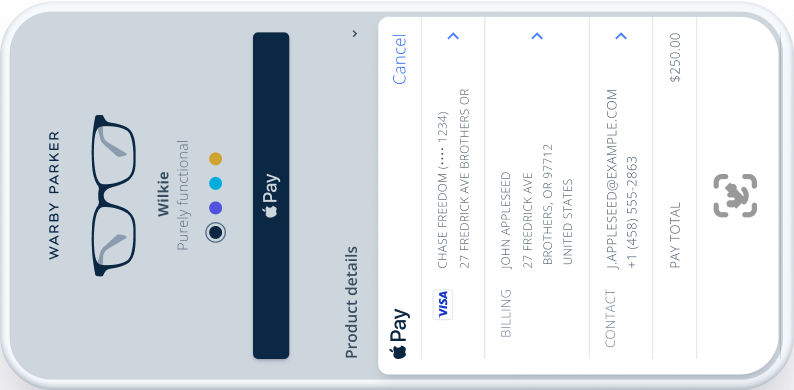 WARBY PARKER
Wilkie
Purely functional
Pay
Product details
Pay
Cancel
VISA
CHASE FREEDOM (•••• 1234)
27 FREDRICK AVE BROTHERS OR
BILLING
JOHN APPLESEED
27 FREDRICK AVE
BROTHERS, OR 97712
UNITED STATES
CONTACT
J.APPLESEED@EXAMPLE.COM
+1 (458) 555-2863
PAY TOTAL
$250.00